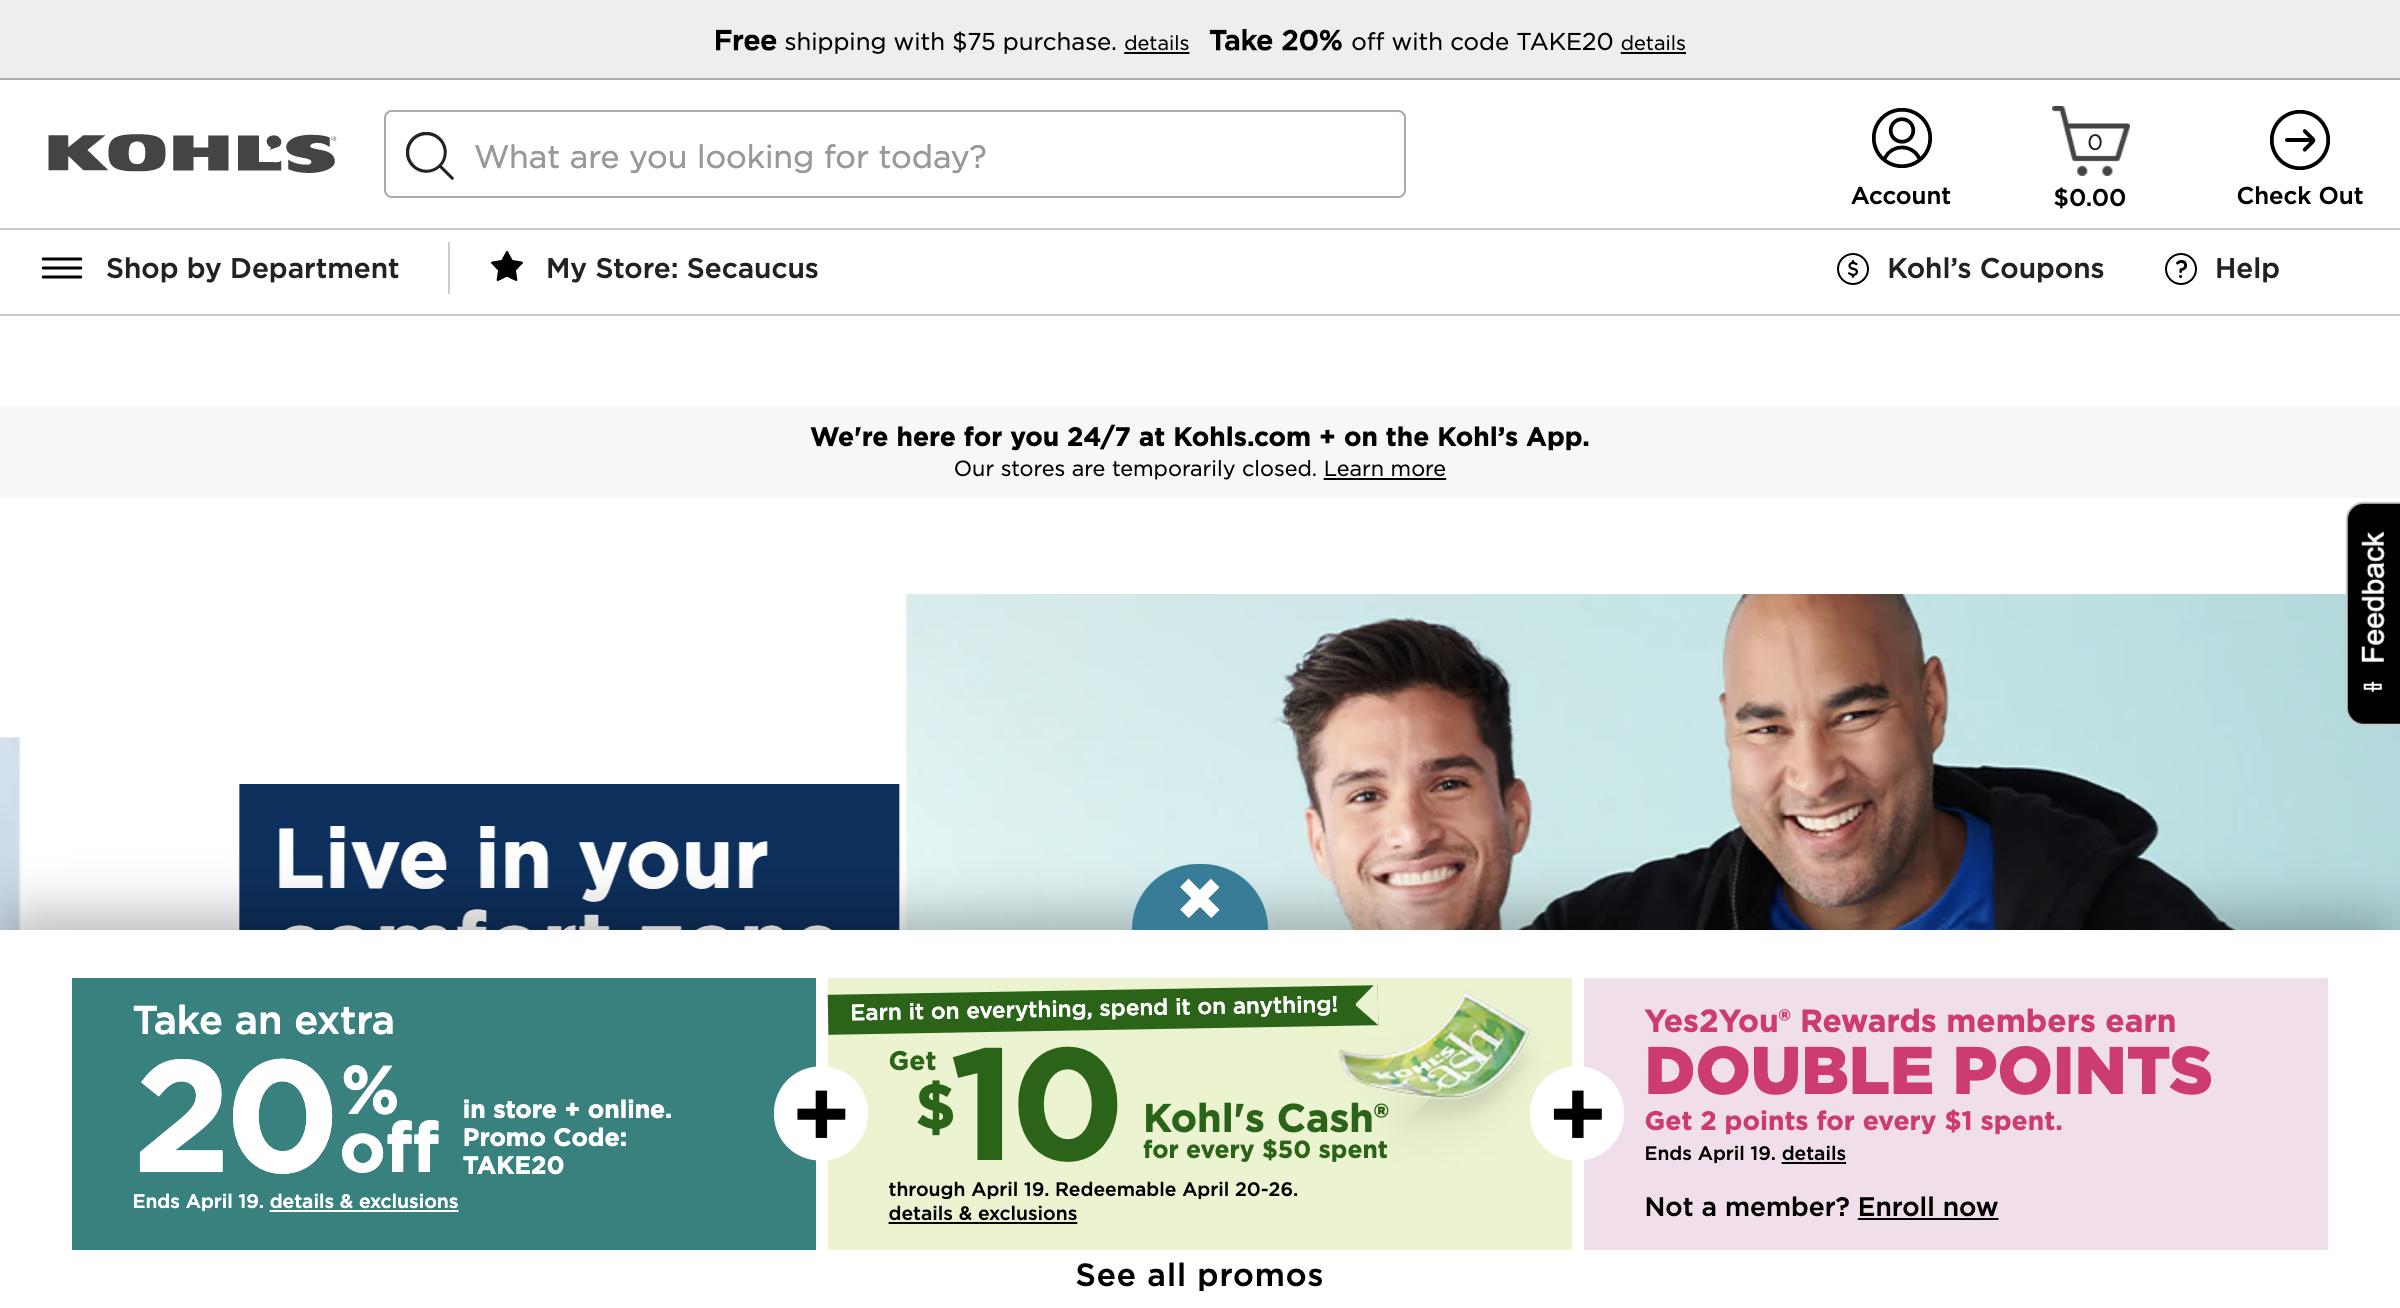 Free shipping with $75 purchase. details Take 20% off with code TAKE20 details
KOHL'S
What are you looking for today?
Account
0
$0.00
Check Out
Shop by Department
My Store: Secaucus
$ Kohl’s Coupons
? Help
We're here for you 24/7 at Kohls.com + on the Kohl’s App.
Our stores are temporarily closed. Learn more
Feedback
Live in your
comfort zone
Take an extra
20% off
in store + online.
Promo Code:
TAKE20
Ends April 19. details & exclusions
+
Earn it on everything, spend it on anything!
Get
$10
Kohl's Cash®
for every $50 spent
KOHL'S
Cash
through April 19. Redeemable April 20-26.
details & exclusions
+
Yes2You® Rewards members earn
DOUBLE POINTS
Get 2 points for every $1 spent.
Ends April 19. details
Not a member? Enroll now
See all promos